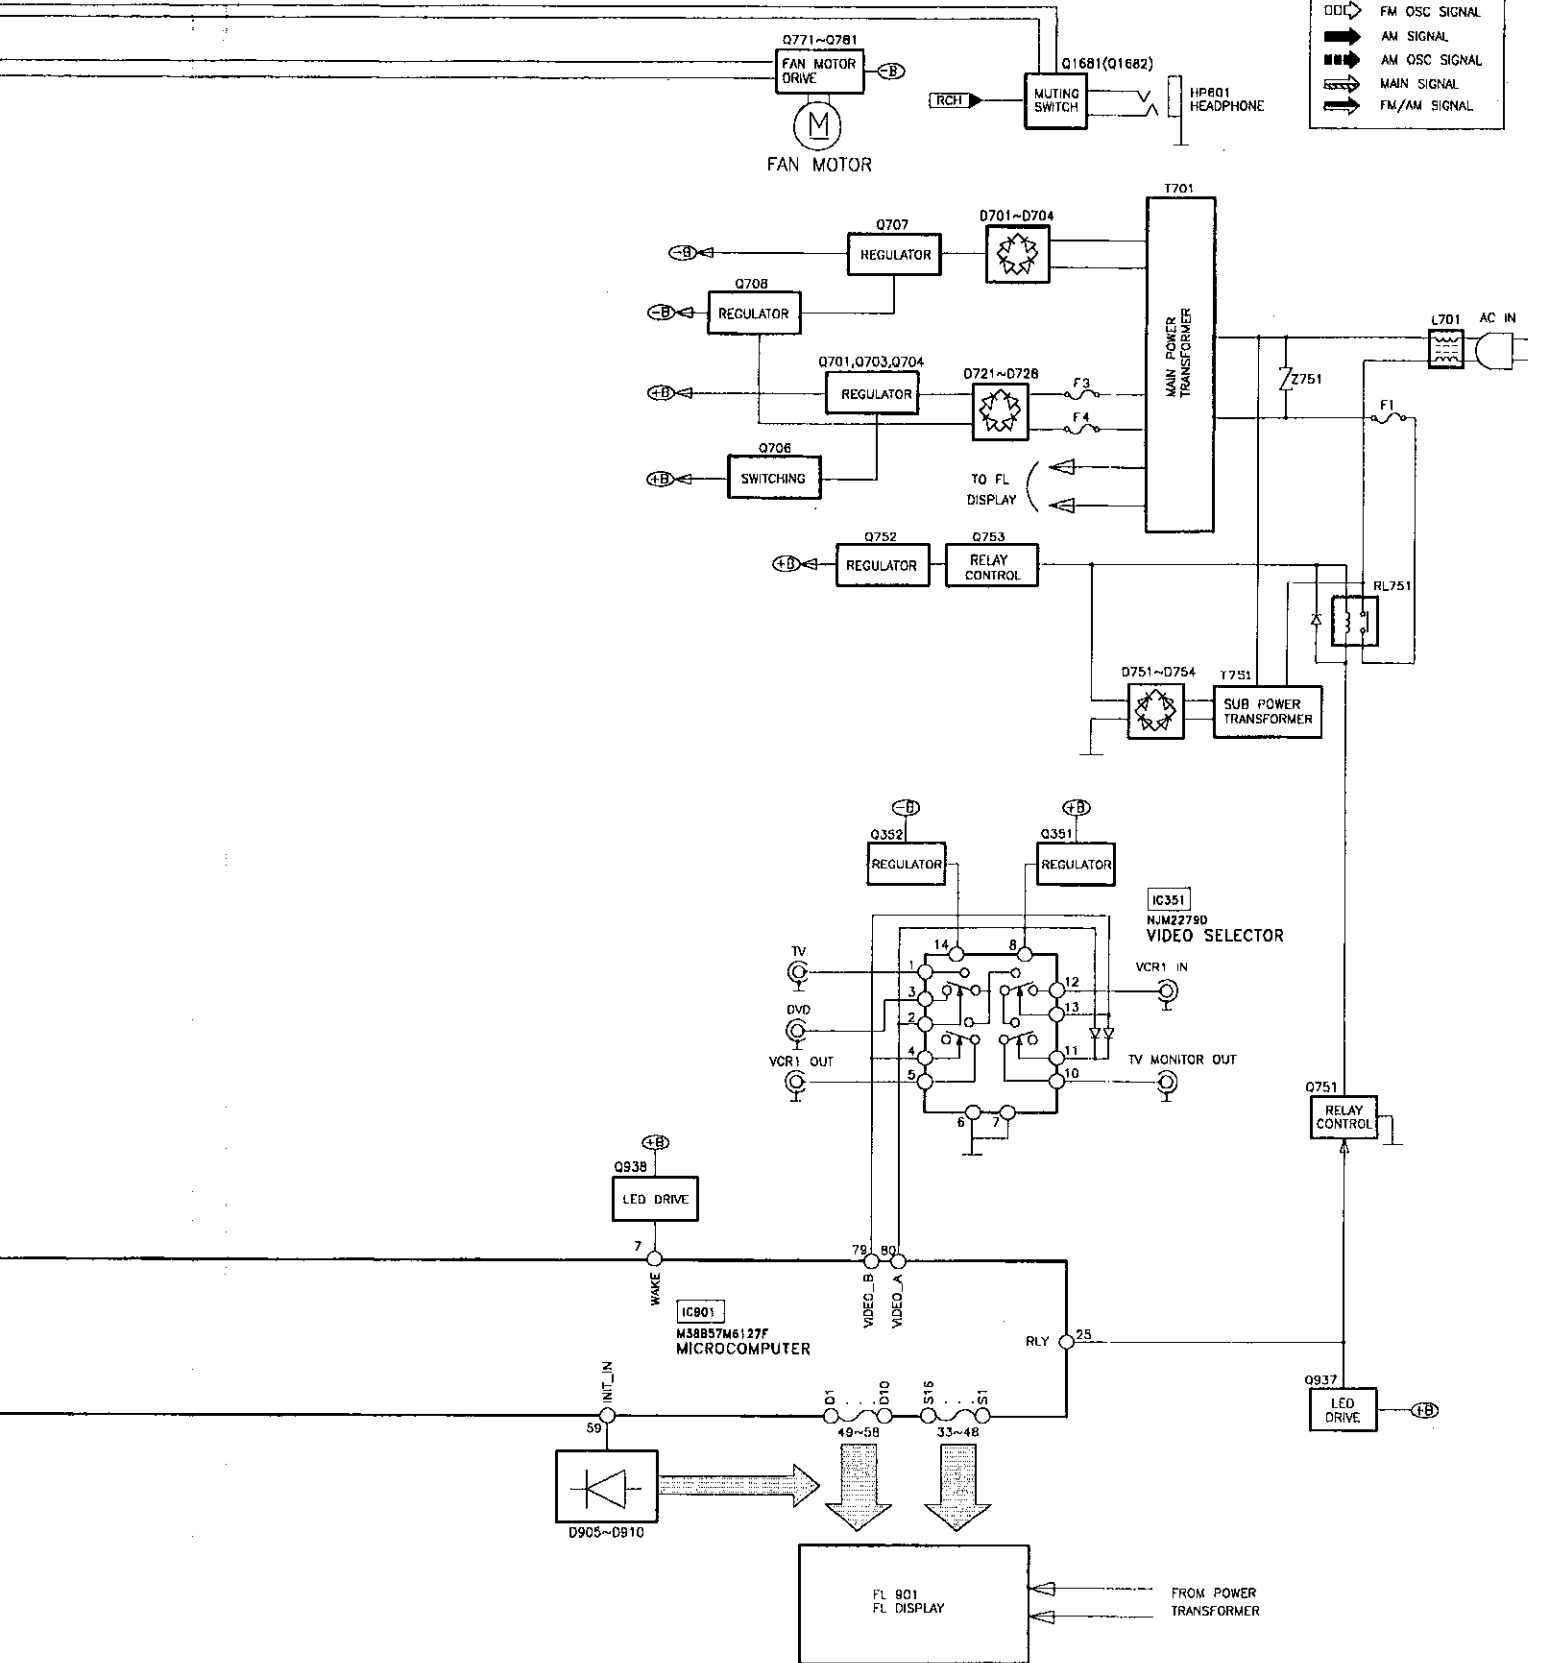 FM OSC SIGNAL
AM SIGNAL
AM OSC SIGNAL
MAIN SIGNAL
FM/AM SIGNAL
Q771~Q781
FAN MOTOR
DRIVE
-B
M
FAN MOTOR
Q1681(Q1682)
RCH
MUTING
SWITCH
HP601
HEADPHONE
T701
MAIN POWER
TRANSFORMER
D701~D704
Q707
REGULATOR
-B
Q708
REGULATOR
-B
Q701,Q703,Q704
REGULATOR
+B
D721~D728
F3
F4
Q706
SWITCHING
+B
TO FL
DISPLAY
L701
AC IN
Z751
F1
Q752
REGULATOR
+B
Q753
RELAY
CONTROL
RL751
D751~D754
T751
SUB POWER
TRANSFORMER
-B
Q352
REGULATOR
+B
Q351
REGULATOR
IC351
NJM2279D
VIDEO SELECTOR
14
8
TV
1
3
DVD
2
4
VCR1 OUT
5
6
7
12
VCR1 IN
13
11
10
TV MONITOR OUT
Q751
RELAY
CONTROL
+B
Q938
LED DRIVE
7
WAKE
79
80
VIDEO_B
VIDEO_A
IC901
M38B57M6127F
MICROCOMPUTER
RLY
25
INIT_IN
59
D1
....
D10
S16
....
S1
49~58
33~48
Q937
LED
DRIVE
+B
D905~D910
FL 901
FL DISPLAY
FROM POWER
TRANSFORMER